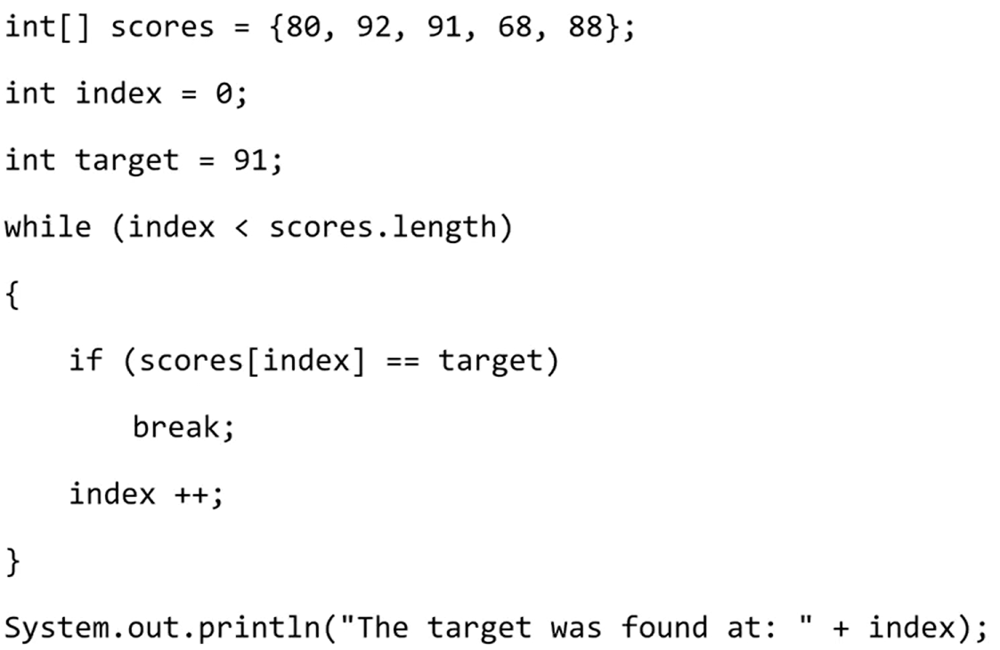 int[] scores = {80, 92, 91, 68, 88};
int index = 0;
int target = 91;
while (index < scores.length)
{
    if (scores[index] == target)
        break;
    index ++;
}
System.out.println("The target was found at: " + index);